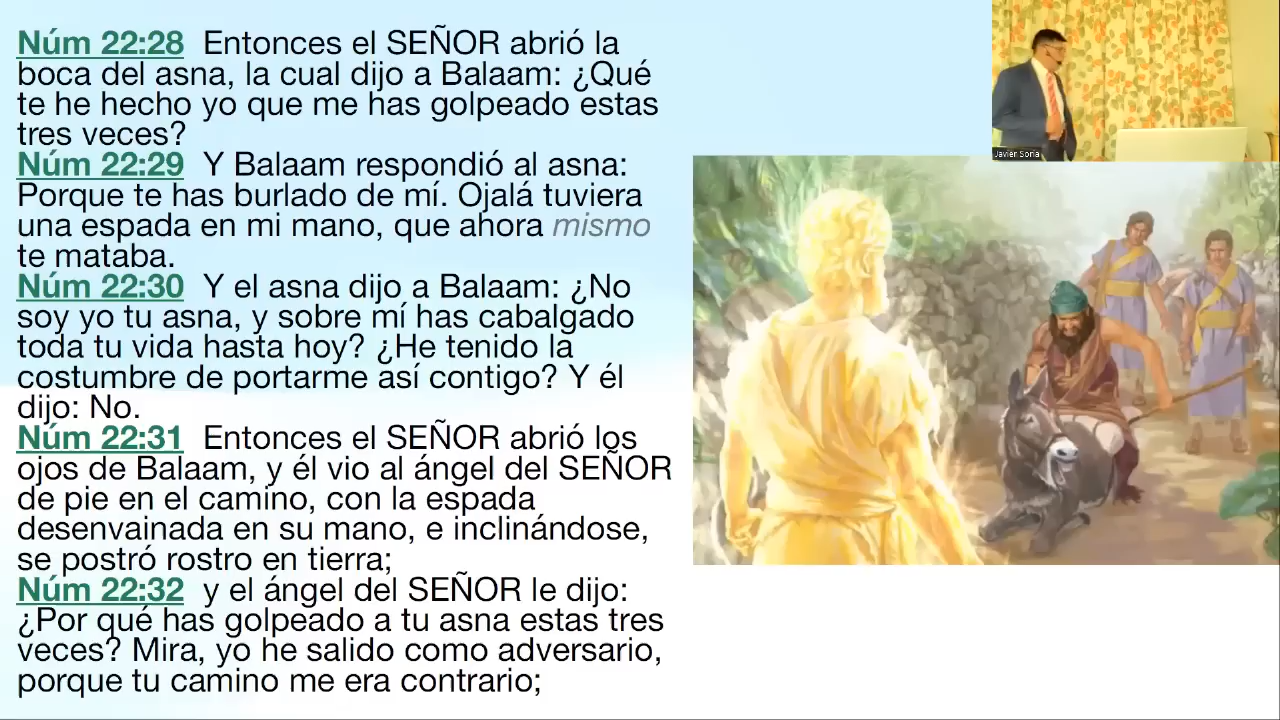 Núm 22:28 Entonces el SEÑOR abrió la
boca del asna, la cual dijo a Balaam: ¿Qué
te he hecho yo que me has golpeado estas
tres veces?
Núm 22:29 Y Balaam respondió al asna:
Porque te has burlado de mí. Ojalá tuviera
una espada en mi mano, que ahora mismo
te mataba.
Núm 22:30 Y el asna dijo a Balaam: ¿No
soy yo tu asna, y sobre mí has cabalgado
toda tu vida hasta hoy? ¿He tenido la
costumbre de portarme así contigo? Y él
dijo: No.
Núm 22:31 Entonces el SEÑOR abrió los
ojos de Balaam, y él vio al ángel del SEÑOR
de pie en el camino, con la espada
desenvainada en su mano, e inclinándose,
se postró rostro en tierra;
Núm 22:32 y el ángel del SEÑOR le dijo:
¿Por qué has golpeado a tu asna estas tres
veces? Mira, yo he salido como adversario,
porque tu camino me era contrario;
Javier Soria